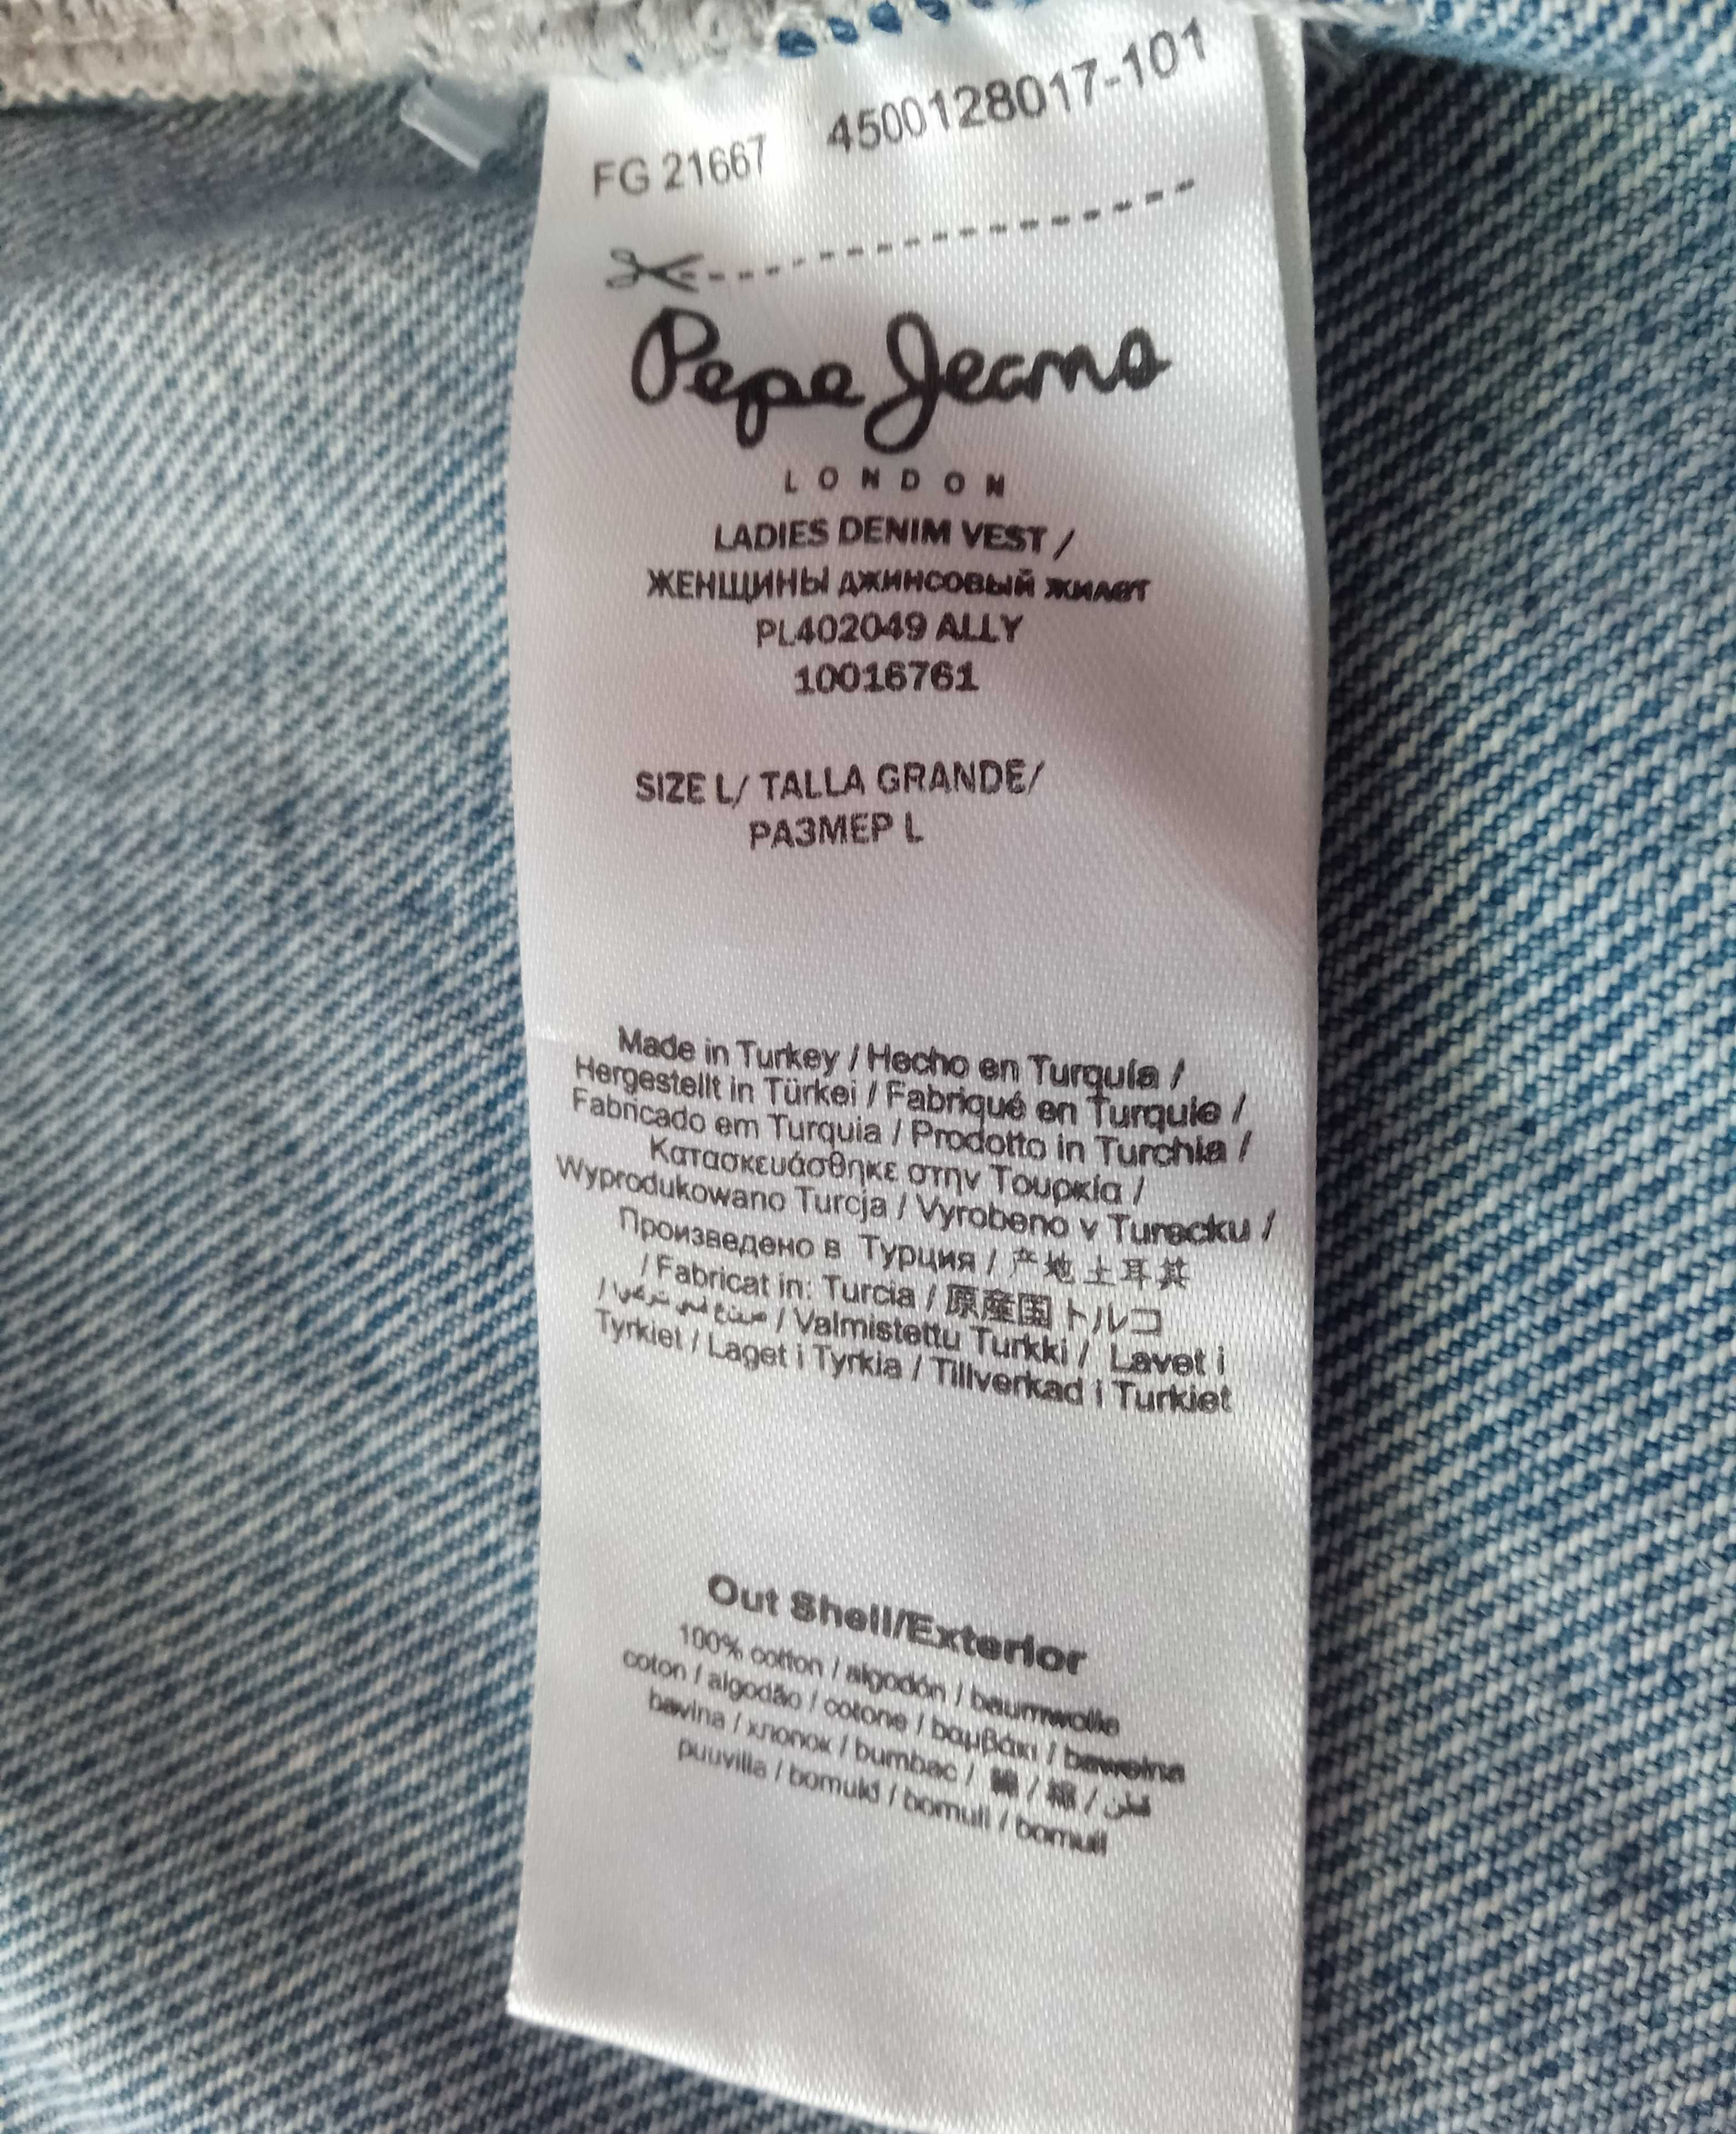 FG 21667 4500128017-101
Pepe Jeans
LONDON
LADIES DENIM VEST /
ЖЕНЩИНЫ ДЖИНСОВЫЙ ЖИЛЕТ
PL402049 ALLY
10016761
SIZE L/ TALLA GRANDE/
РАЗМЕР L
Made in Turkey / Hecho en Turquía /
Hergestellt in Türkei / Fabriqué en Turquie /
Fabricado em Turquia / Prodotto in Turchia /
Κατασκευάσθηκε στην Τουρκία /
Wyprodukowano Turcja / Vyrobeno v Turecku /
Произведено в Турция / 产地 土耳其
/ Fabricat in: Turcia / 原産国 トルコ
صنع في تركيا / / Valmistettu Turkki / Lavet i
Tyrkiet / Laget i Tyrkia / Tillverkad i Turkiet
Out Shell/Exterior
100% cotton / algodón / baumwolle
coton / algodão / cotone / βαμβάκι / bawełna
bavlna / хлопок / bumbac / 棉 / 綿 / قطن
puuvilla / bomuld / bomull / bomull